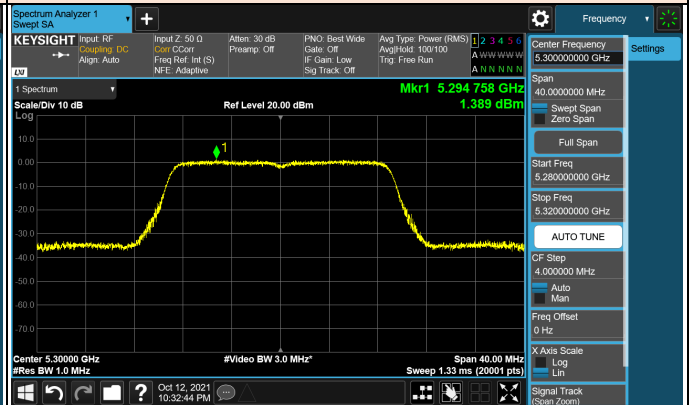 Spectrum Analyzer 1
Swept SA
Frequency
KEYSIGHT
Input: RF
Coupling: DC
Align: Auto
Input Z: 50 Ω
Corr CCorr
Freq Ref: Int (S)
NFE: Adaptive
Atten: 30 dB
Preamp: Off
PNO: Best Wide
Gate: Off
IF Gain: Low
Sig Track: Off
Avg Type: Power (RMS)
Avg|Hold: 100/100
Trig: Free Run
1 2 3 4 5 6
A W W W W W
A N N N N N
LXI
1 Spectrum
Scale/Div 10 dB
Ref Level 20.00 dBm
Mkr1 5.294 758 GHz
1.389 dBm
Log
10.0
0.00
-10.0
-20.0
-30.0
-40.0
-50.0
-60.0
-70.0
1
Center 5.30000 GHz
#Res BW 1.0 MHz
#Video BW 3.0 MHz*
Span 40.00 MHz
Sweep 1.33 ms (20001 pts)
Oct 12, 2021
10:32:44 PM
Center Frequency
5.300000000 GHz
Settings
Span
40.0000000 MHz
Swept Span
Zero Span
Full Span
Start Freq
5.280000000 GHz
Stop Freq
5.320000000 GHz
AUTO TUNE
CF Step
4.000000 MHz
Auto
Man
Freq Offset
0 Hz
X Axis Scale
Log
Lin
Signal Track
(Span Zoom)